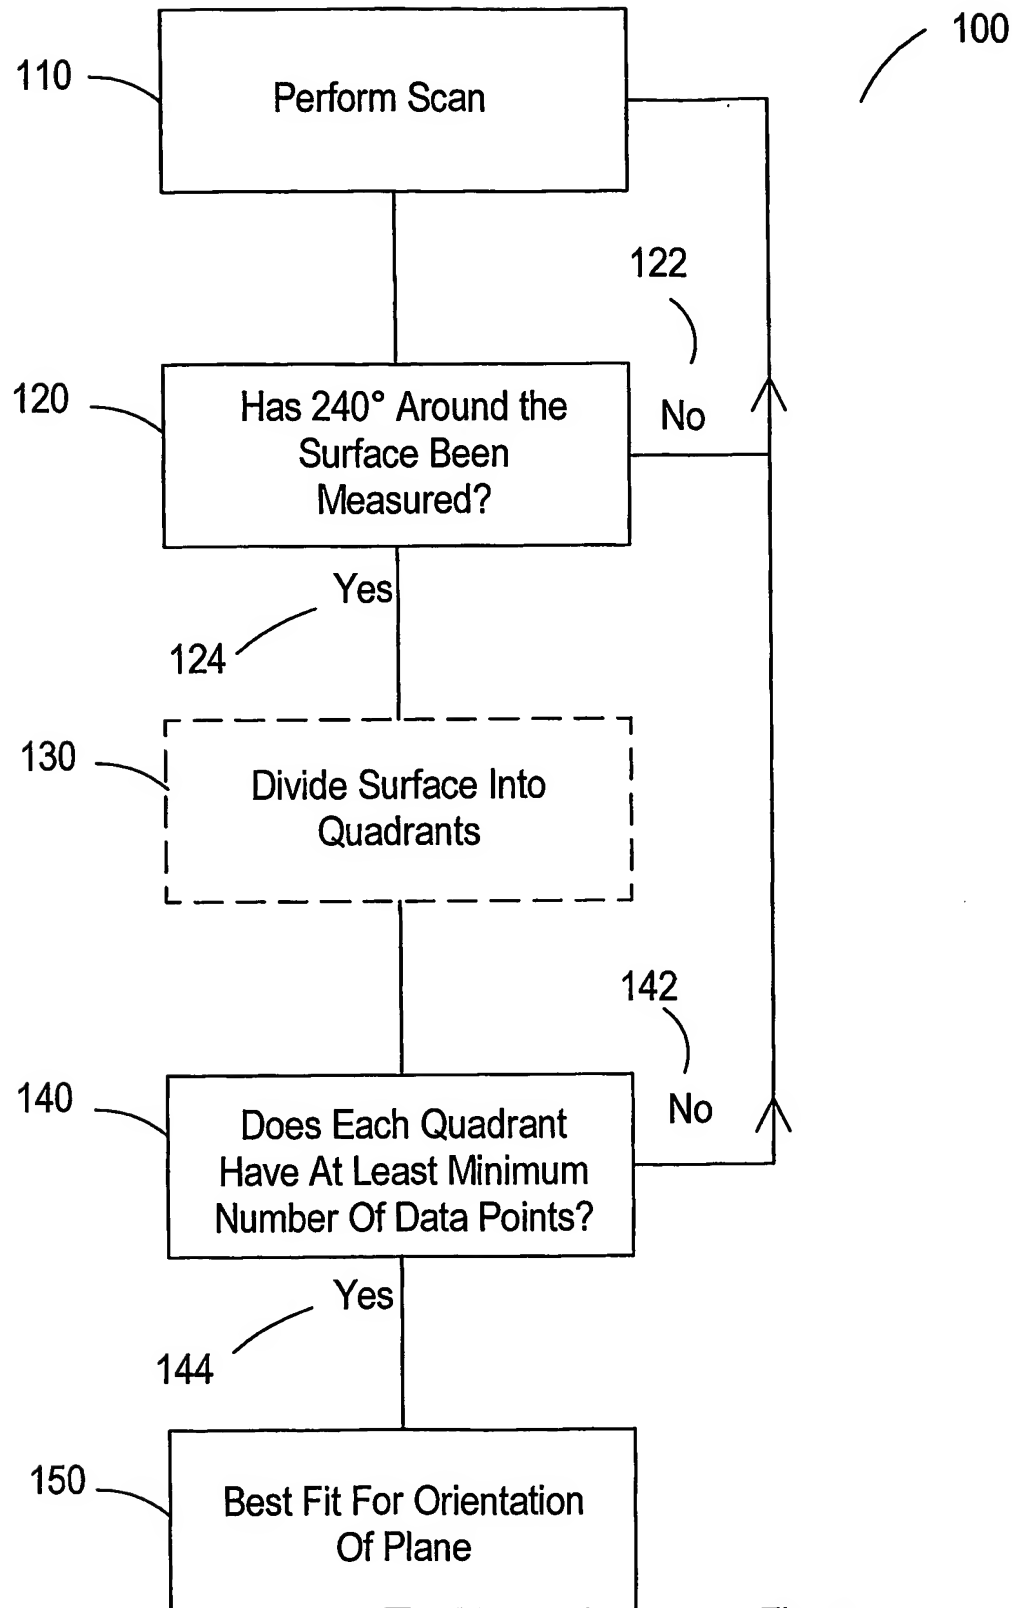 100
110
Perform Scan
122
120
Has 240° Around the
Surface Been
Measured?
No
Yes
124
130
Divide Surface Into
Quadrants
142
140
Does Each Quadrant
Have At Least Minimum
Number Of Data Points?
No
Yes
144
150
Best Fit For Orientation
Of Plane